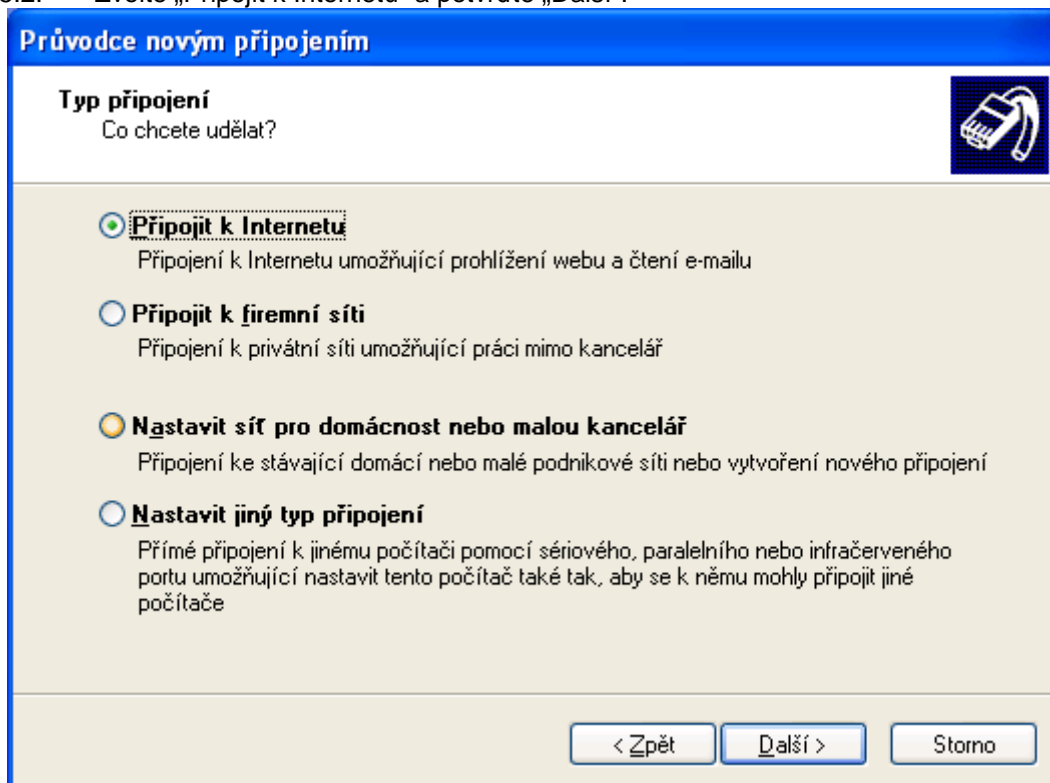 Průvodce novým připojením
Typ připojení
Co chcete udělat?
Připojit k Internetu
Připojení k Internetu umožňující prohlížení webu a čtení e-mailu
Připojit k firemní síti
Připojení k privátní síti umožňující práci mimo kancelář
Nastavit síť pro domácnost nebo malou kancelář
Připojení ke stávající domácí nebo malé podnikové síti nebo vytvoření nového připojení
Nastavit jiný typ připojení
Přímé připojení k jinému počítači pomocí sériového, paralelního nebo infračerveného
portu umožňující nastavit tento počítač také tak, aby se k němu mohly připojit jiné
počítače
< Zpět Další > Storno